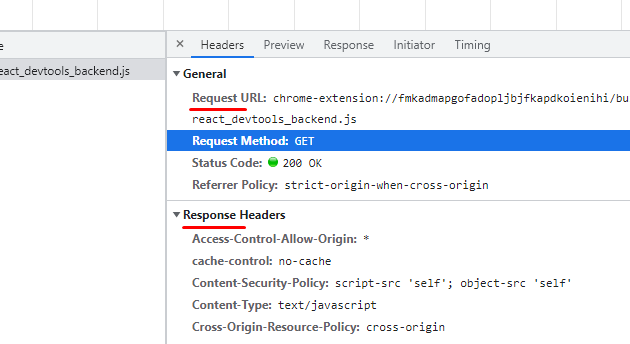 e
× Headers Preview Response Initiator Timing
eact_devtools_backend.js
▼ General
Request URL: chrome-extension://fmkadmapgofadopljbjfkapdkoienihi/bu
react_devtools_backend.js
Request Method: GET
Status Code: 200 OK
Referrer Policy: strict-origin-when-cross-origin
▼ Response Headers
Access-Control-Allow-Origin: *
cache-control: no-cache
Content-Security-Policy: script-src 'self'; object-src 'self'
Content-Type: text/javascript
Cross-Origin-Resource-Policy: cross-origin